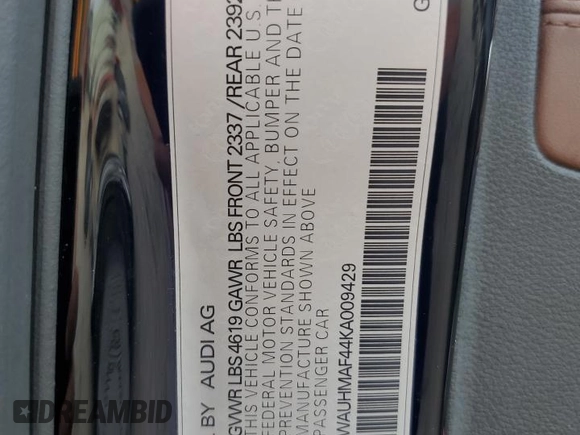 BY AUDI AG
GVWR LBS 4619 GAWR LBS FRONT 2337 /REAR 2392
THIS VEHICLE CONFORMS TO ALL APPLICABLE U.S.
FEDERAL MOTOR VEHICLE SAFETY, BUMPER AND
PREVENTION STANDARDS IN EFFECT ON THE DATE
MANUFACTURE SHOWN ABOVE
PASSENGER CAR
WAUHMAF44KA009429
DREAMBID